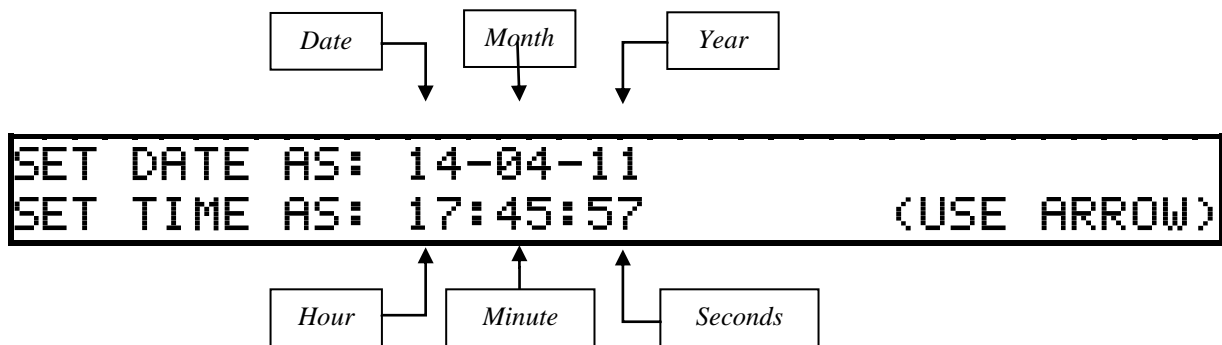 Date Month Year
SET DATE AS: 14-04-11
SET TIME AS: 17:45:57 (USE ARROW)
Hour Minute Seconds